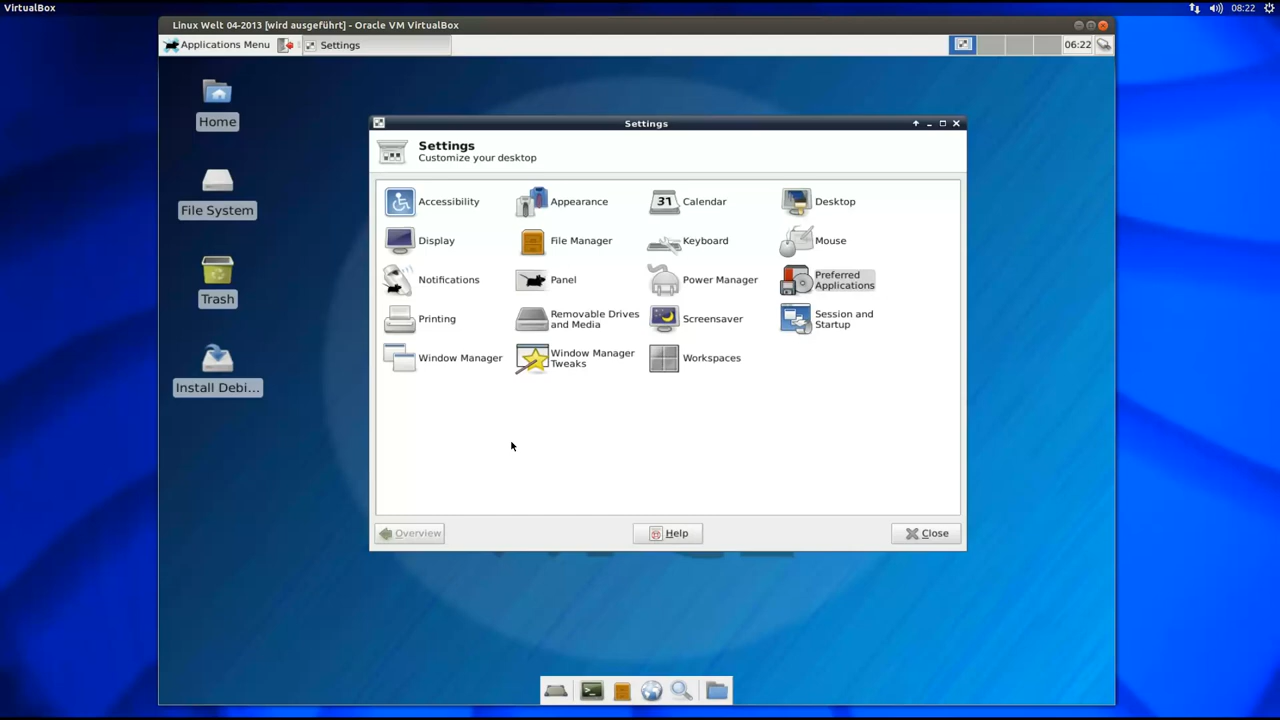 VirtualBox
08:22
Linux Welt 04-2013 [wird ausgeführt] - Oracle VM VirtualBox
Applications Menu
Settings
06:22
Home
File System
Trash
Install Debi...
Settings
Settings
Customize your desktop
Accessibility
Appearance
31
Calendar
Desktop
Display
File Manager
Keyboard
Mouse
Notifications
Panel
Power Manager
Preferred
Applications
Printing
Removable Drives
and Media
Screensaver
Session and
Startup
Window Manager
Window Manager
Tweaks
Workspaces
Overview
Help
Close